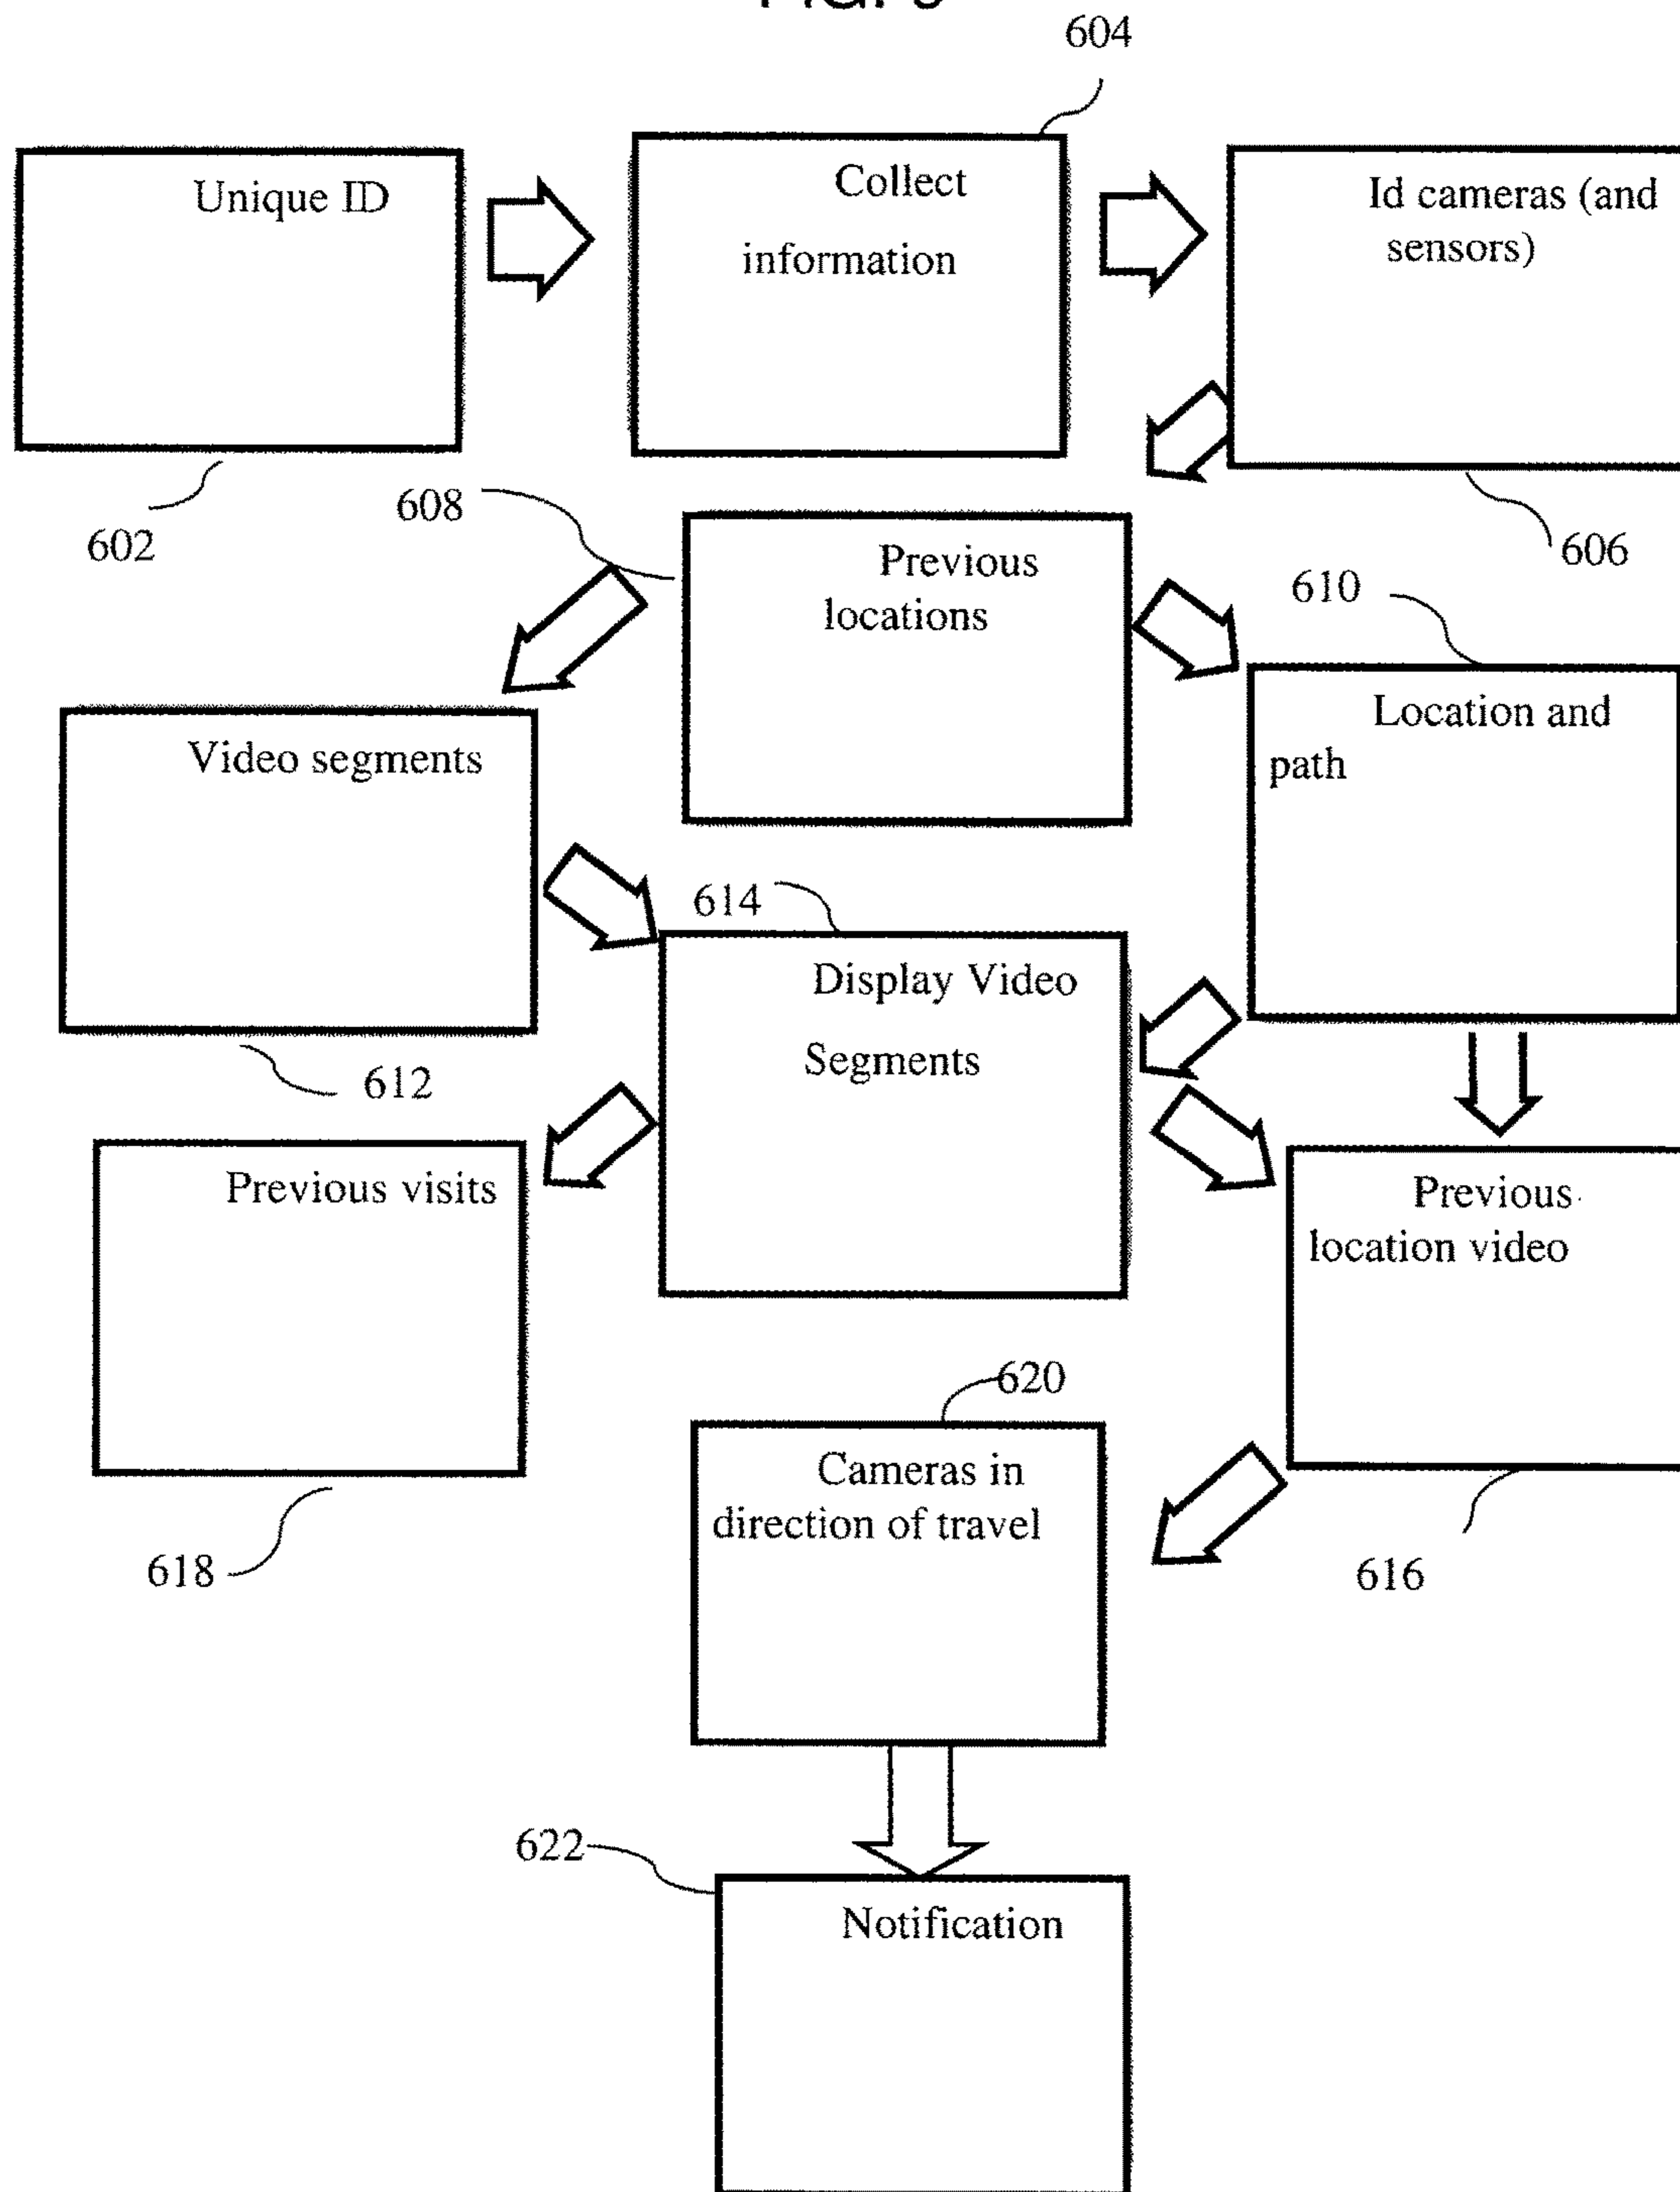 604
Unique ID
Collect
information
Id cameras (and
sensors)
602
608
606
Previous
locations
610
Location and
path
Video segments
614
Display Video
Segments
612
Previous visits
Previous
location video
620
Cameras in
direction of travel
618
616
622
Notification